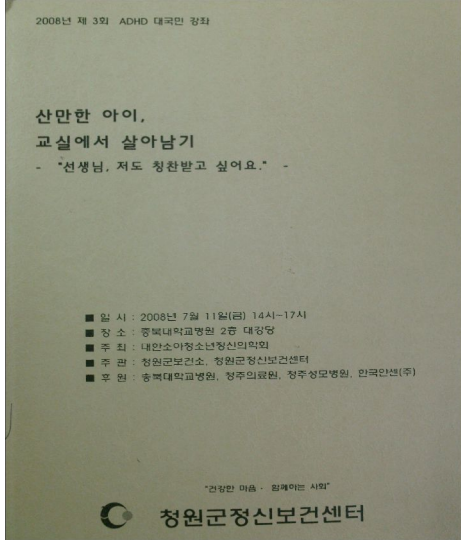 2008년 제 3회 ADHD 대국민 강좌
산만한 아이,
교실에서 살아남기
- "선생님, 저도 칭찬받고 싶어요." -
■ 일 시 : 2008년 7월 11일(금) 14시-17시
■ 장 소 : 충북대학교병원 2층 대강당
■ 주 최 : 대한소아청소년정신의학회
■ 주 관 : 청원군보건소, 청원군정신보건센터
■ 후 원 : 충북대학교병원, 청주의료원, 청주성모병원, 한국얀센(주)
"건강한 마음 - 함께하는 사회"
청원군정신보건센터